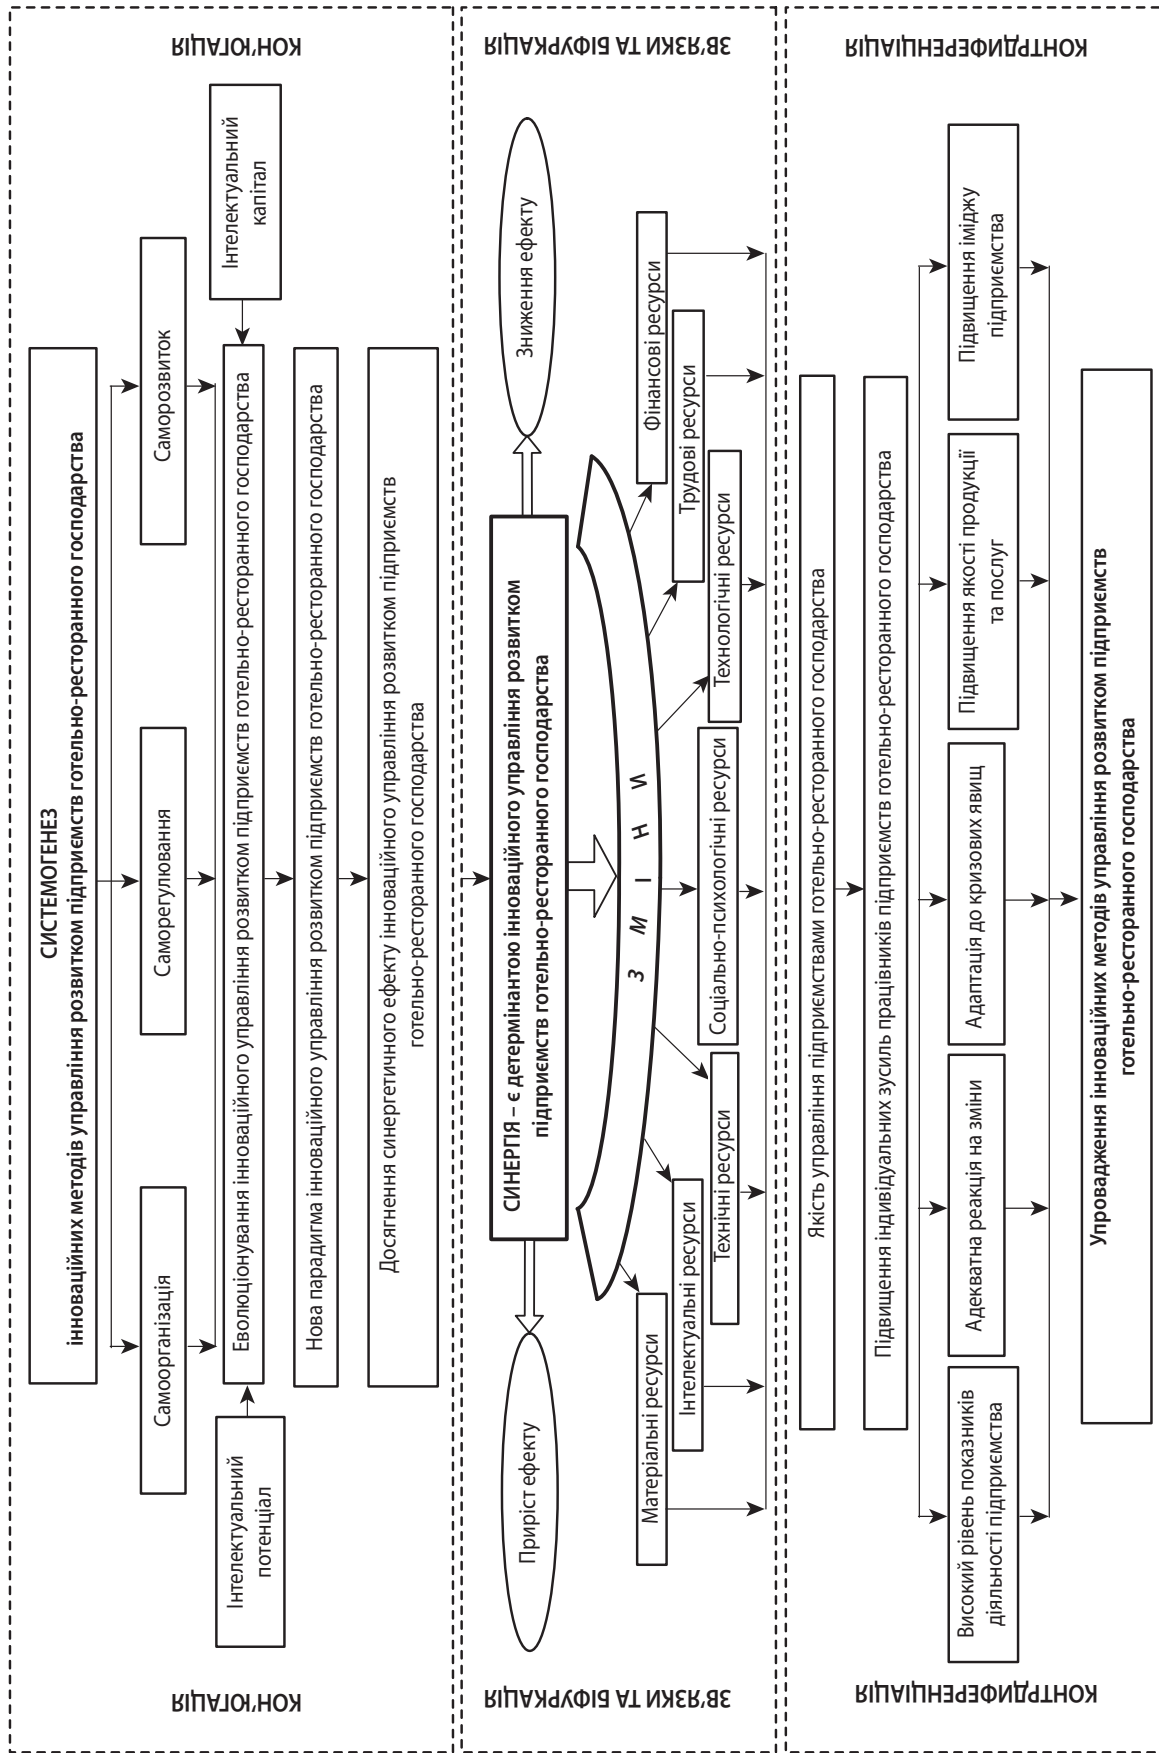 КОН'ЮГАЦІЯ
КОН'ЮГАЦІЯ
СИСТЕМОГЕНЕЗ
інноваційних методів управління розвитком підприємств готельно-ресторанного господарства
Самоорганізація
Саморегулювання
Саморозвиток
Інтелектуальний
потенціал
Еволюціонування інноваційного управління розвитком підприємств готельно-ресторанного господарства
Інтелектуальний
капітал
Нова парадигма інноваційного управління розвитком підприємств готельно-ресторанного господарства
Досягнення синергетичного ефекту інноваційного управління розвитком підприємств
готельно-ресторанного господарства
ЗВ'ЯЗКИ ТА БІФУРКАЦІЯ
ЗВ'ЯЗКИ ТА БІФУРКАЦІЯ
Приріст ефекту
СИНЕРГІЯ – є детермінантою інноваційного управління розвитком
підприємств готельно-ресторанного господарства
Зниження ефекту
З М І Н И
Матеріальні ресурси
Інтелектуальні ресурси
Технічні ресурси
Соціально-психологічні ресурси
Технологічні ресурси
Трудові ресурси
Фінансові ресурси
КОНТРДИФЕРЕНЦІАЦІЯ
КОНТРДИФЕРЕНЦІАЦІЯ
Якість управління підприємствами готельно-ресторанного господарства
Підвищення індивідуальних зусиль працівників підприємств готельно-ресторанного господарства
Високий рівень показників
діяльності підприємства
Адекватна реакція на зміни
Адаптація до кризових явищ
Підвищення якості продукції
та послуг
Підвищення іміджу
підприємства
Упровадження інноваційних методів управління розвитком підприємств
готельно-ресторанного господарства